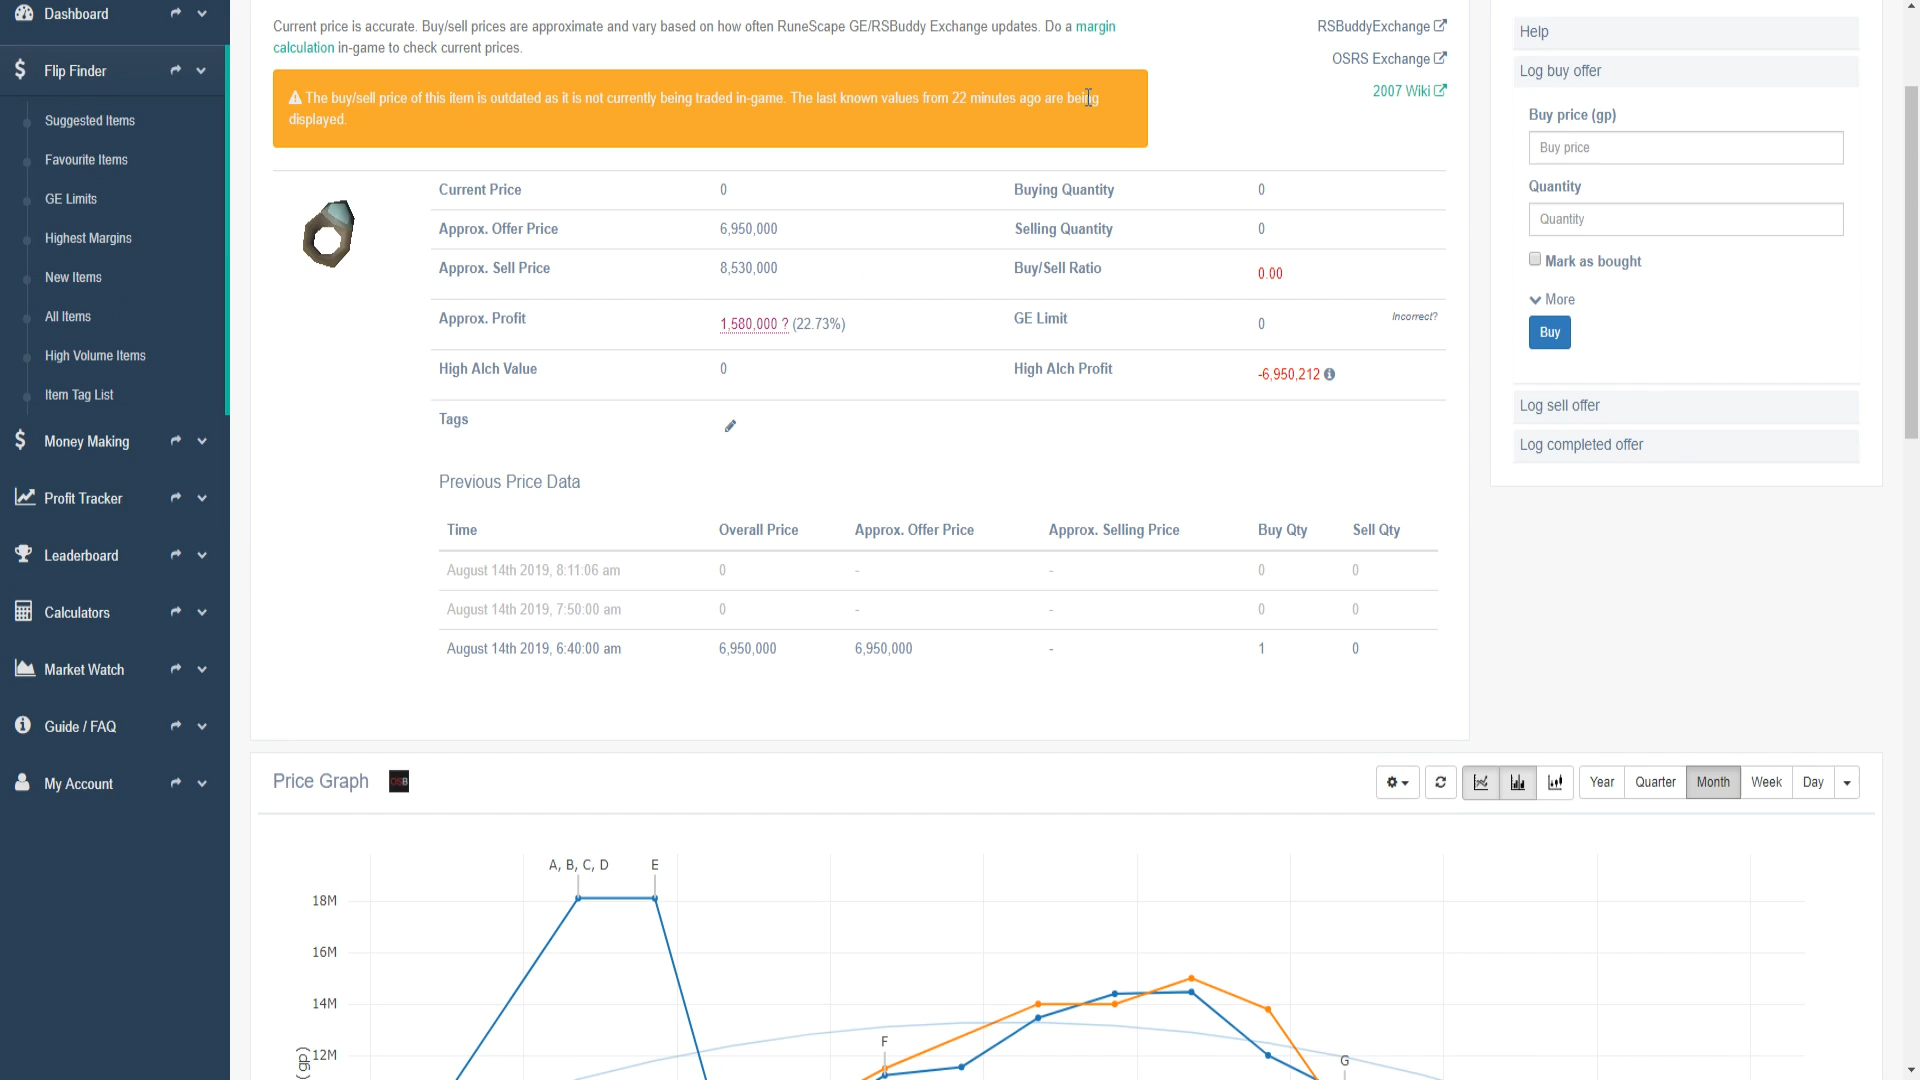 Dashboard
Flip Finder
Suggested Items
Favourite Items
GE Limits
Highest Margins
New Items
All Items
High Volume Items
Item Tag List
Money Making
Profit Tracker
Leaderboard
Calculators
Market Watch
Guide / FAQ
My Account
Current price is accurate. Buy/sell prices are approximate and vary based on how often RuneScape GE/RSBuddy Exchange updates. Do a margin
calculation in-game to check current prices.
RSBuddyExchange
OSRS Exchange
2007 Wiki
The buy/sell price of this item is outdated as it is not currently being traded in-game. The last known values from 22 minutes ago are being
displayed.
Current Price 0 Buying Quantity 0
Approx. Offer Price 6,950,000 Selling Quantity 0
Approx. Sell Price 8,530,000 Buy/Sell Ratio 0.00
Approx. Profit 1,580,000 ? (22.73%) GE Limit 0 Incorrect?
High Alch Value 0 High Alch Profit -6,950,212
Tags
Previous Price Data
Time Overall Price Approx. Offer Price Approx. Selling Price Buy Qty Sell Qty
August 14th 2019, 8:11:06 am 0 - - 0 0
August 14th 2019, 7:50:00 am 0 - - 0 0
August 14th 2019, 6:40:00 am 6,950,000 6,950,000 - 1 0
Help
Log buy offer
Buy price (gp)
Buy price
Quantity
Quantity
Mark as bought
More
Buy
Log sell offer
Log completed offer
Price Graph OSB
Year Quarter Month Week Day
A, B, C, D E
18M
16M
14M
F
12M
G
(gp)